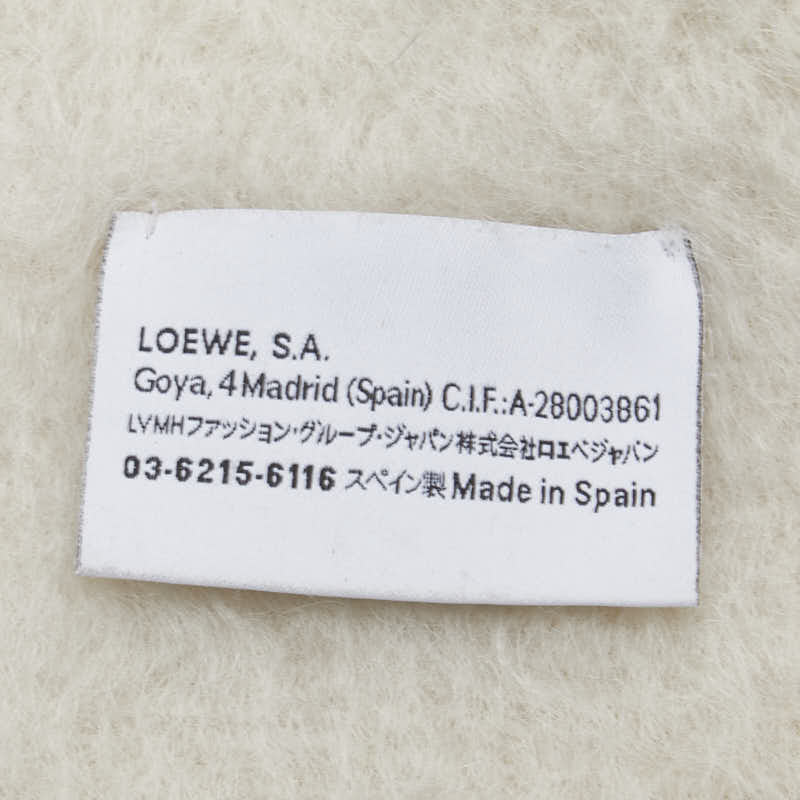 LOEWE, S.A.
Goya, 4 Madrid (Spain) C.I.F.:A-28003861
LVMHファッション・グループ・ジャパン株式会社ロエベジャパン
03-6215-6116 スペイン製 Made in Spain